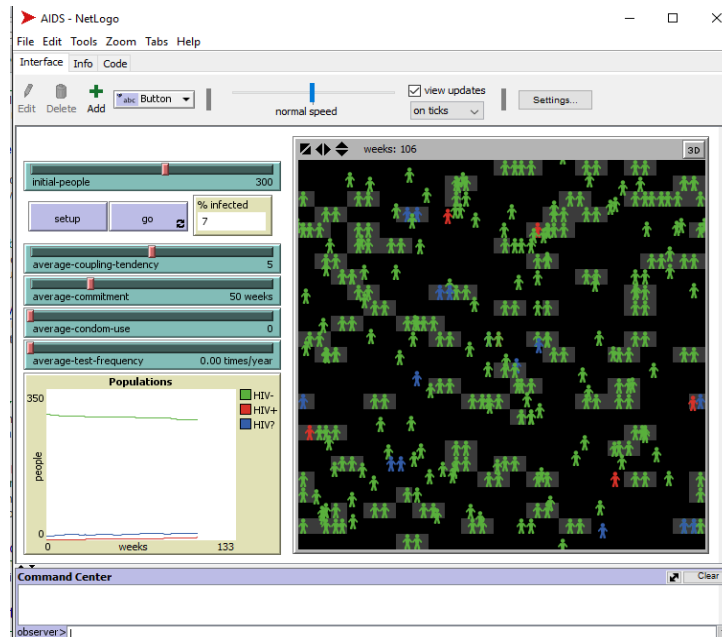 AIDS - NetLogo
File Edit Tools Zoom Tabs Help
Interface Info Code
Edit Delete Add abc Button normal speed view updates on ticks Settings...
weeks: 106 3D
initial-people 300
setup go % infected 7
average-coupling-tendency 5
average-commitment 50 weeks
average-condom-use 0
average-test-frequency 0.00 times/year
Populations
350
people
0
0 weeks 133
HIV-
HIV+
HIV?
Command Center Clear
observer>